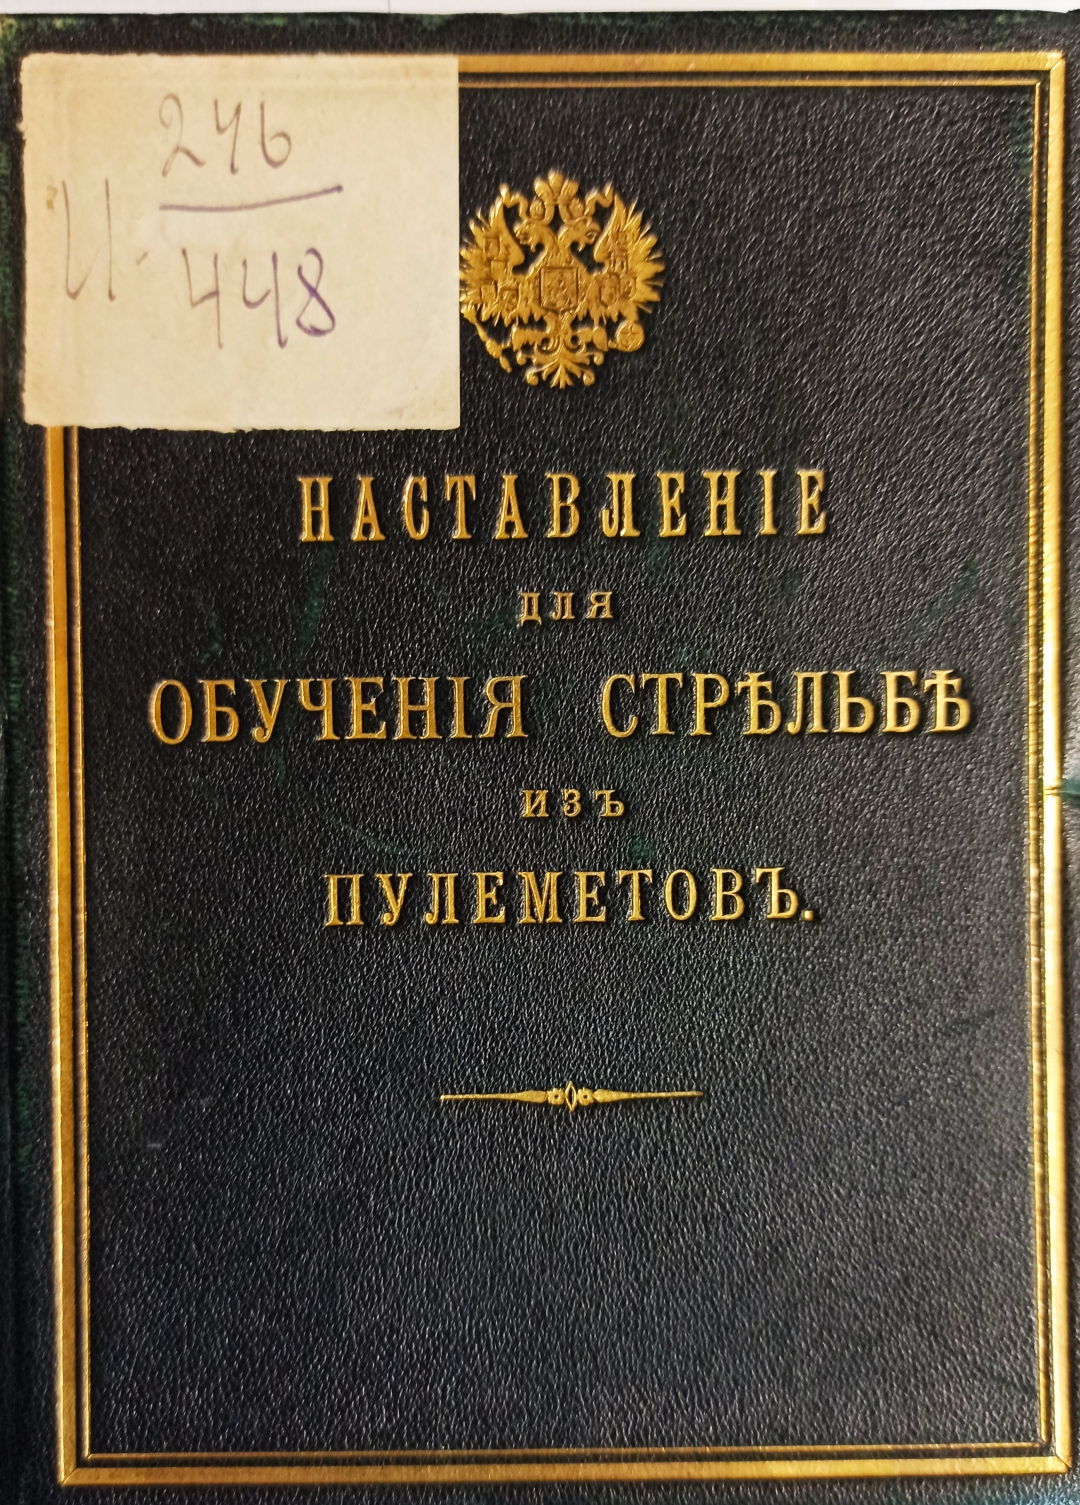 246
И-
448
НАСТАВЛЕНІЕ
ДЛЯ
ОБУЧЕНІЯ СТРѢЛЬБѢ
ИЗЪ
ПУЛЕМЕТОВЪ.